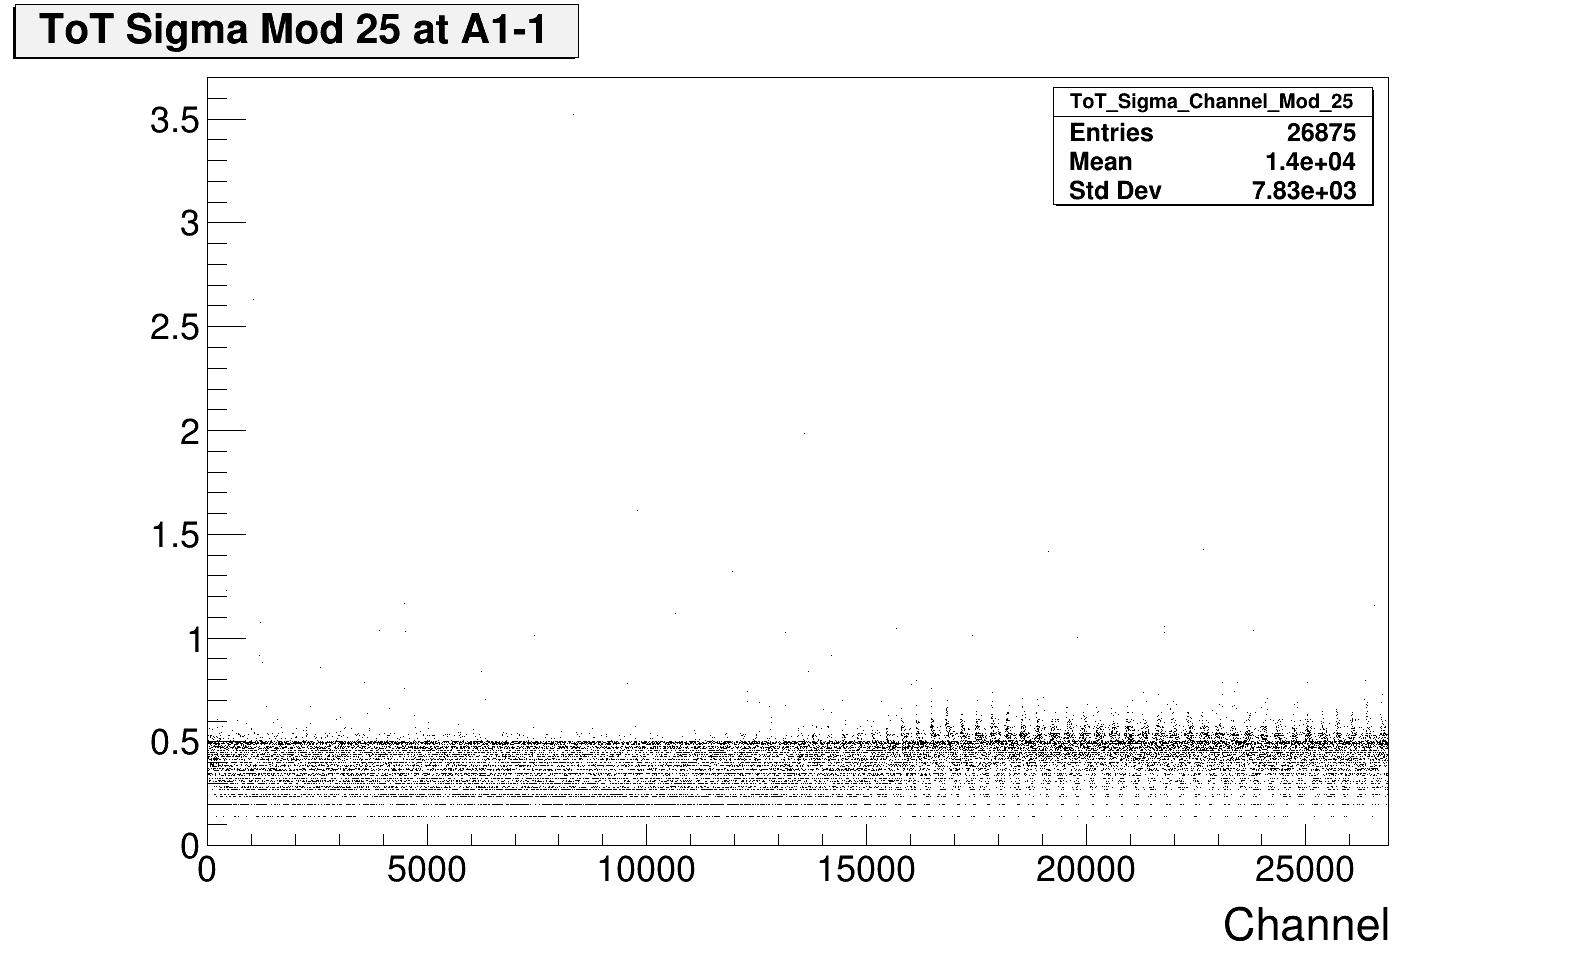 ToT Sigma Mod 25 at A1-1
ToT_Sigma_Channel_Mod_25
Entries 26875
Mean 1.4e+04
Std Dev 7.83e+03
3.5
3
2.5
2
1.5
1
0.5
0
0 5000 10000 15000 20000 25000
Channel